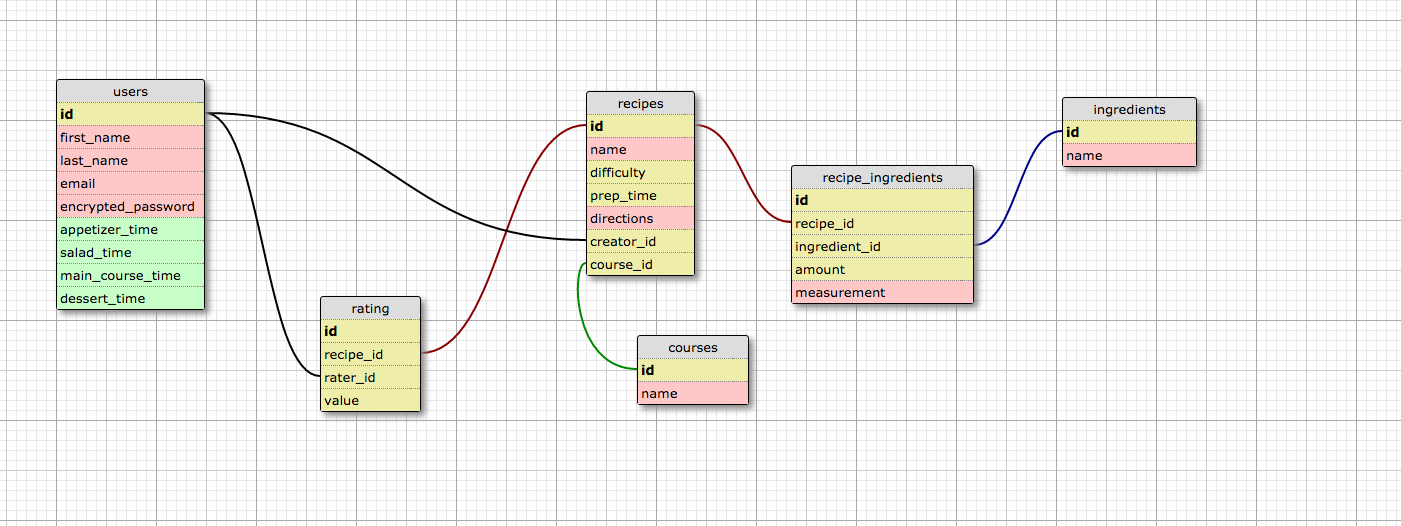 users
id
first_name
last_name
email
encrypted_password
appetizer_time
salad_time
main_course_time
dessert_time
rating
id
recipe_id
rater_id
value
recipes
id
name
difficulty
prep_time
directions
creator_id
course_id
courses
id
name
recipe_ingredients
id
recipe_id
ingredient_id
amount
measurement
ingredients
id
name